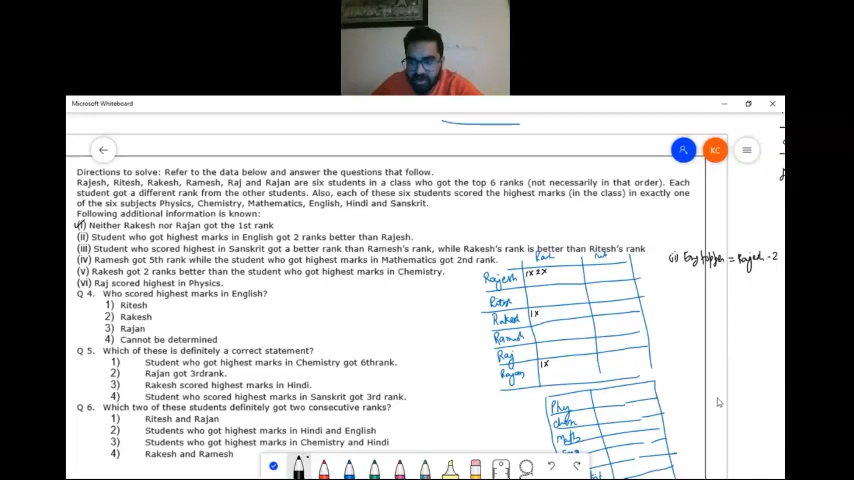 Microsoft Whiteboard
KC
Directions to solve: Refer to the data below and answer the questions that follow.
Rajesh, Ritesh, Rakesh, Ramesh, Raj and Rajan are six students in a class who got the top 6 ranks (not necessarily in that order). Each
student got a different rank from the other students. Also, each of these six students scored the highest marks (in the class) in exactly one
of the six subjects Physics, Chemistry, Mathematics, English, Hindi and Sanskrit.
Following additional information is known:
(i) Neither Rakesh nor Rajan got the 1st rank
(ii) Student who got highest marks in English got 2 ranks better than Rajesh.
(iii) Student who scored highest in Sanskrit got a better rank than Ramesh's rank, while Rakesh's rank is better than Ritesh's rank
(iv) Ramesh got 5th rank while the student who got highest marks in Mathematics got 2nd rank.
(v) Rakesh got 2 ranks better than the student who got highest marks in Chemistry.
(vi) Raj scored highest in Physics.
Q 4. Who scored highest marks in English?
1) Ritesh
2) Rakesh
3) Rajan
4) Cannot be determined
Q 5. Which of these is definitely a correct statement?
1) Student who got highest marks in Chemistry got 6thrank.
2) Rajan got 3rdrank.
3) Rakesh scored highest marks in Hindi.
4) Student who scored highest marks in Sanskrit got 3rd rank.
Q 6. Which two of these students definitely got two consecutive ranks?
1) Ritesh and Rajan
2) Students who got highest marks in Hindi and English
3) Students who got highest marks in Chemistry and Hindi
4) Rakesh and Ramesh
(ii) Eng topper = Rajesh - 2
Rajesh 1X 2X
Ritesh
Rakesh 1X
Ramesh
Raj
Rajan 1X
Phy
Chem
Maths